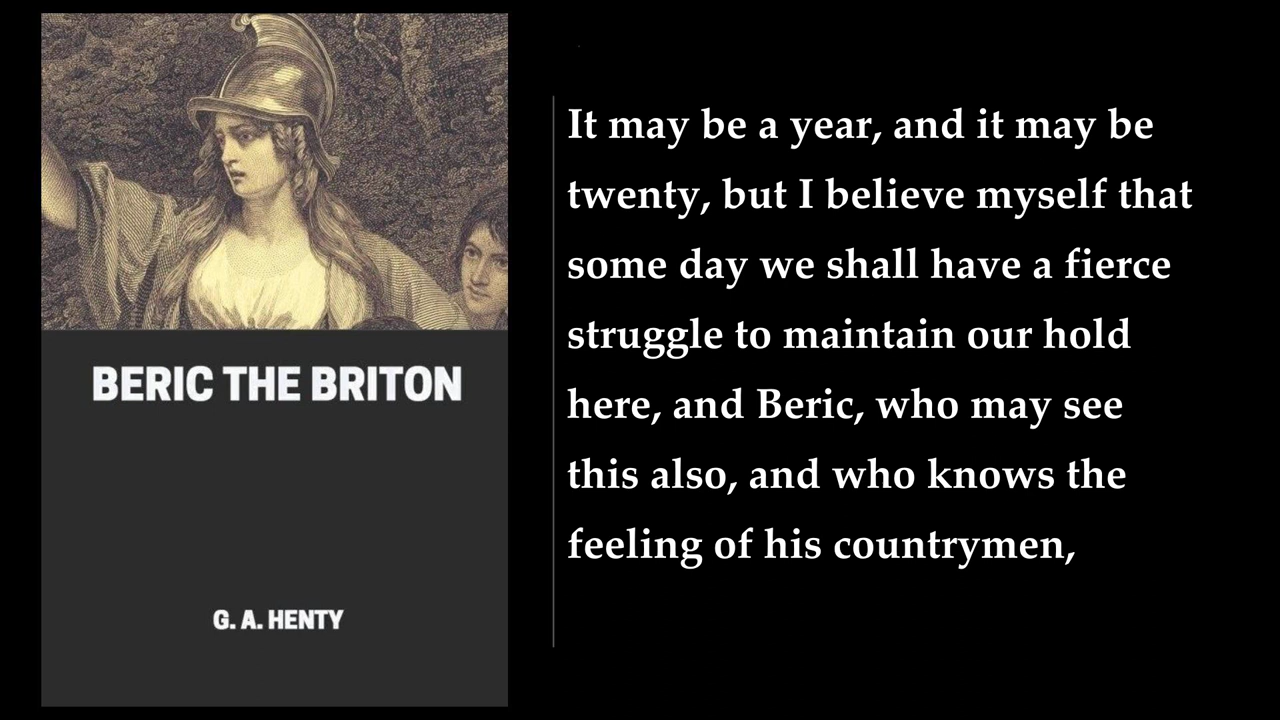 BERIC THE BRITON
G. A. HENTY
It may be a year, and it may be
twenty, but I believe myself that
some day we shall have a fierce
struggle to maintain our hold
here, and Beric, who may see
this also, and who knows the
feeling of his countrymen,